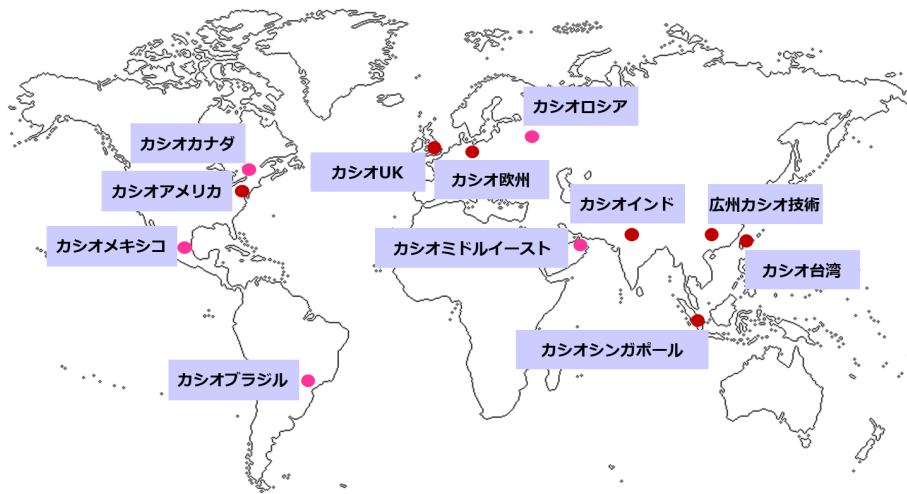 カシオロシア
カシオカナダ
カシオUK
カシオ欧州
カシオアメリカ
カシオインド
広州カシオ技術
カシオメキシコ
カシオミドルイースト
カシオ台湾
カシオシンガポール
カシオブラジル